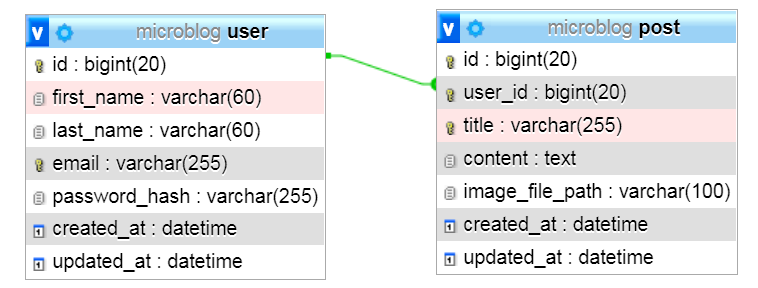 v microblog user
id : bigint(20)
first_name : varchar(60)
last_name : varchar(60)
email : varchar(255)
password_hash : varchar(255)
created_at : datetime
updated_at : datetime
v microblog post
id : bigint(20)
user_id : bigint(20)
title : varchar(255)
content : text
image_file_path : varchar(100)
created_at : datetime
updated_at : datetime